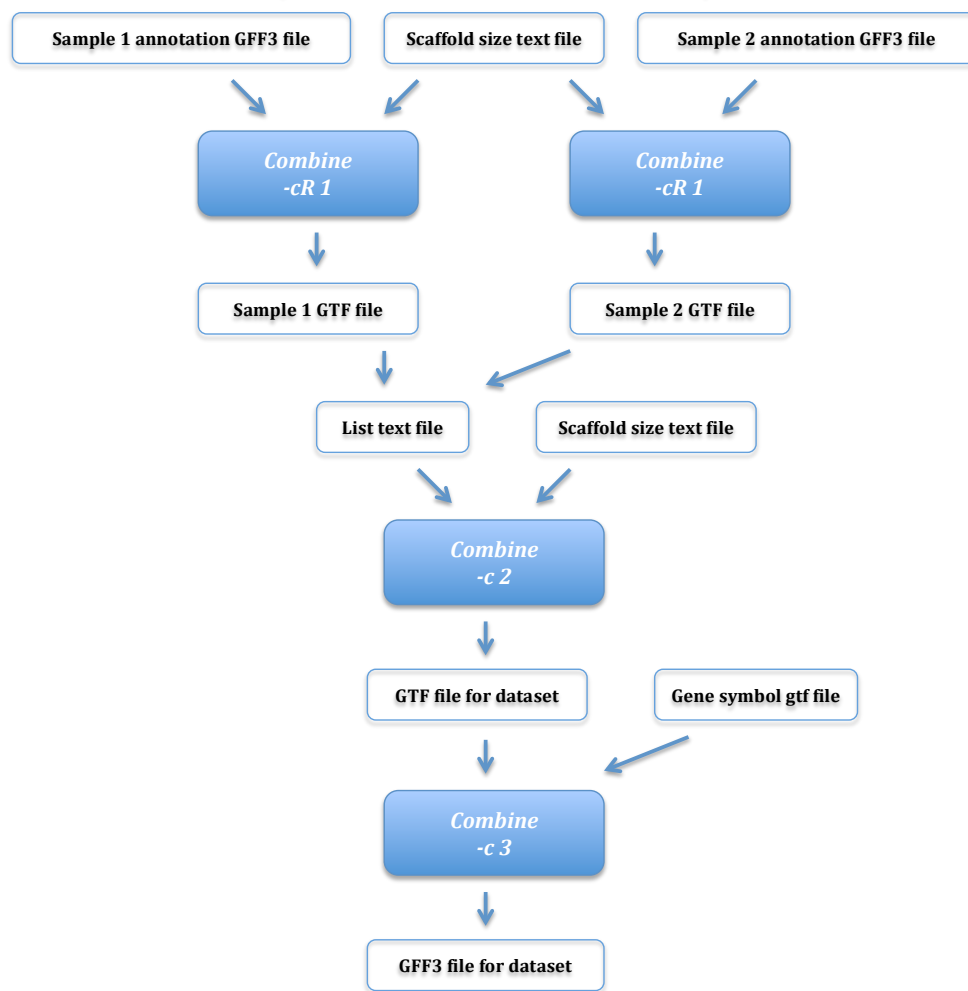 Sample 1 annotation GFF3 file
Scaffold size text file
Sample 2 annotation GFF3 file
Combine
-cR 1
Combine
-cR 1
Sample 1 GTF file
Sample 2 GTF file
List text file
Scaffold size text file
Combine
-c 2
GTF file for dataset
Gene symbol gtf file
Combine
-c 3
GFF3 file for dataset